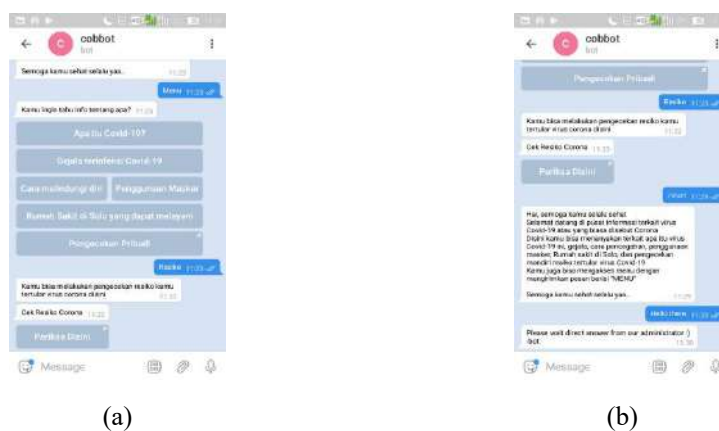 cobbot
bot
Semoga kamu sehat selalu yaa..
Menu 11:23
Kamu ingin tahu info tentang apa?
Apa itu Covid-19?
Gejala terinfeksi Covid-19
Cara melindungi diri Penggunaan Masker
Rumah Sakit di Solo yang dapat melayani
Pengecekan Pribadi
Resiko
Kamu bisa melakukan pengecekan resiko kamu
tertular virus corona disini
Cek Resiko Corona
Periksa Disini
Message
(a)
cobbot
bot
Pengecekan Pribadi
Resiko
Kamu bisa melakukan pengecekan resiko kamu
tertular virus corona disini
Cek Resiko Corona
Periksa Disini
Hai, semoga kamu selalu sehat
Selamat datang di pusat informasi terkait virus
Covid-19 atau yang biasa disebut Corona
Disini kamu bisa menanyakan terkait apa itu virus
Covid-19 ini, gejala, cara pencegahan, penggunaan
masker, Rumah sakit di Solo, dan pengecekan
mandiri resiko tertular virus Covid-19
Kamu juga bisa mengakses menu dengan
mengirimkan pesan berisi "MENU"
Semoga kamu sehat selalu yaa..
Hello there
Please wait direct answer from our administrator :)
-bot
Message
(b)